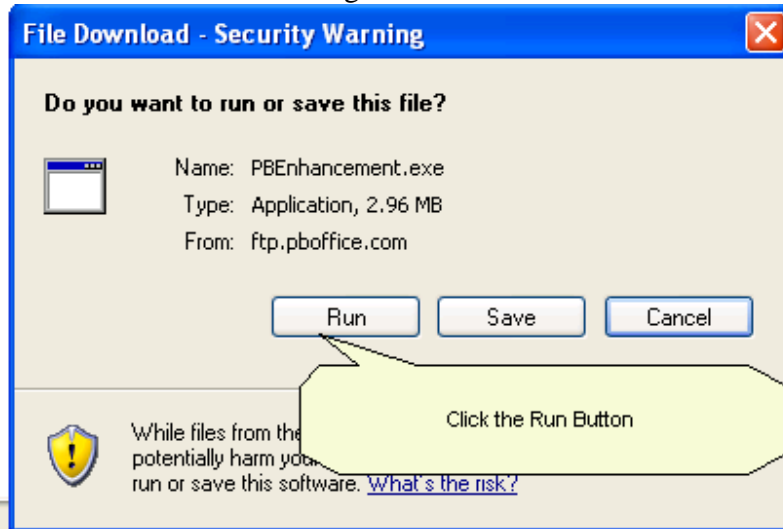 File Download - Security Warning
Do you want to run or save this file?
Name: PBEnhancement.exe
Type: Application, 2.96 MB
From: ftp.pboffice.com
Run Save Cancel
Click the Run Button
While files from the
potentially harm your
run or save this software. What's the risk?